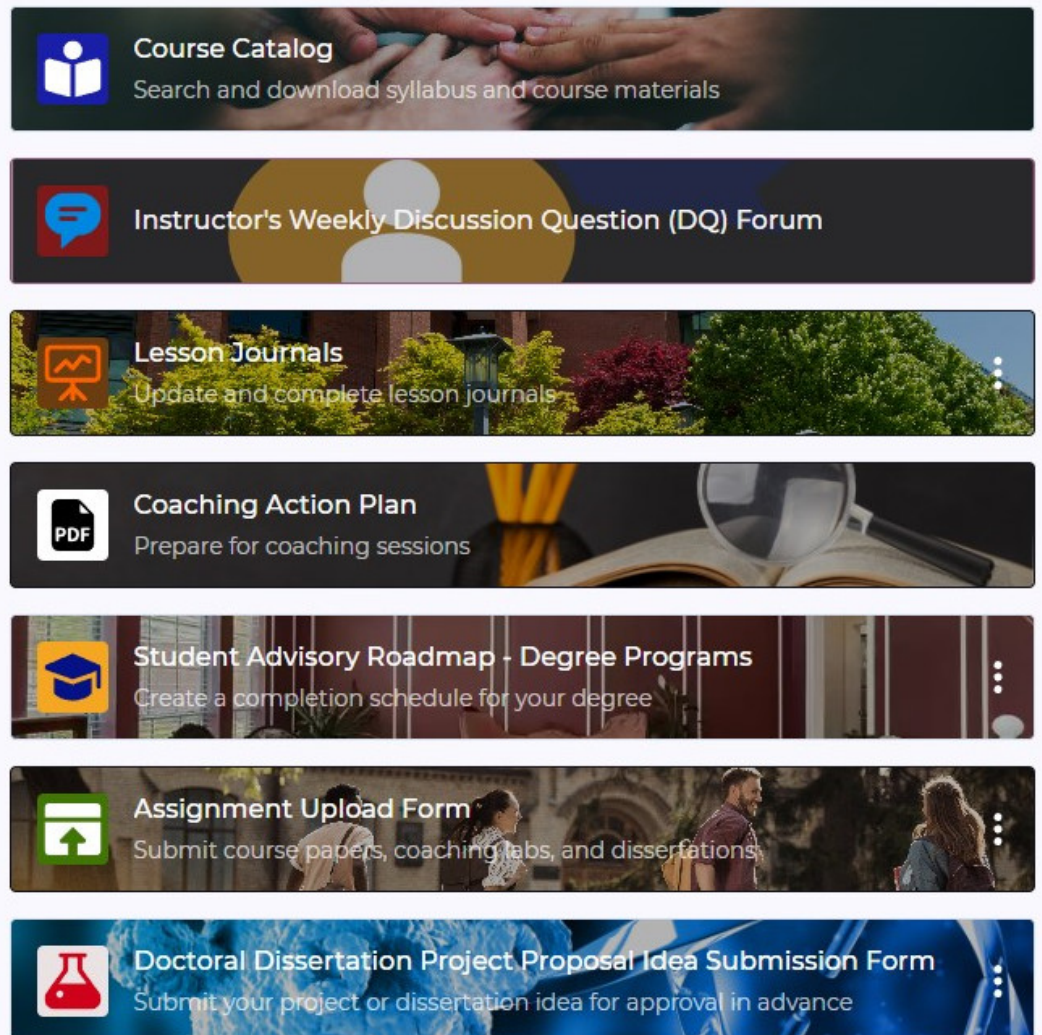 Course Catalog
Search and download syllabus and course materials
Instructor's Weekly Discussion Question (DQ) Forum
Lesson Journals
Update and complete lesson journals
PDF
Coaching Action Plan
Prepare for coaching sessions
Student Advisory Roadmap - Degree Programs
Create a completion schedule for your degree
Assignment Upload Form
Submit course papers, coaching labs, and dissertations
Doctoral Dissertation Project Proposal Idea Submission Form
Submit your project or dissertation idea for approval in advance